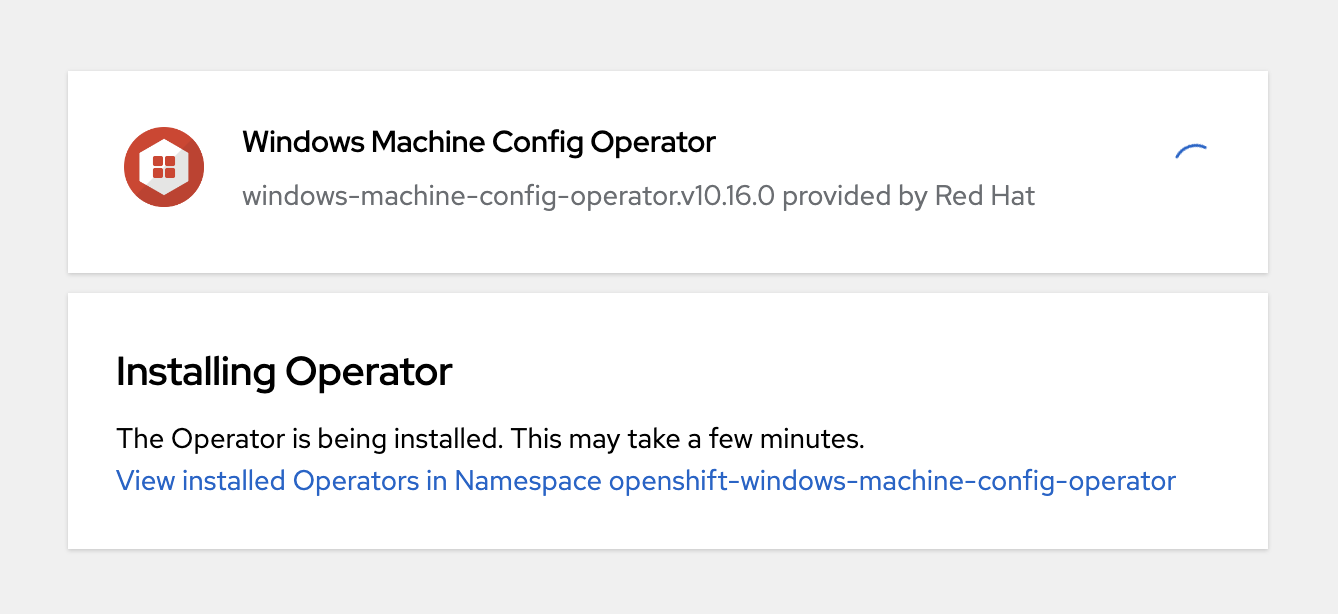 Windows Machine Config Operator
windows-machine-config-operator.v10.16.0 provided by Red Hat
Installing Operator
The Operator is being installed. This may take a few minutes.
View installed Operators in Namespace openshift-windows-machine-config-operator